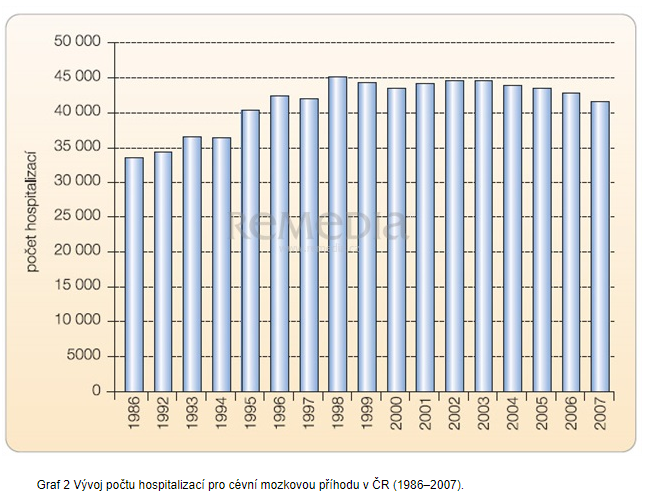 50 000
45 000
40 000
35 000
30 000
25 000
20 000
15 000
10 000
5000
0
počet hospitalizací
ReMeDIA
1986 1992 1993 1994 1995 1996 1997 1998 1999 2000 2001 2002 2003 2004 2005 2006 2007
Graf 2 Vývoj počtu hospitalizací pro cévní mozkovou příhodu v ČR (1986–2007).